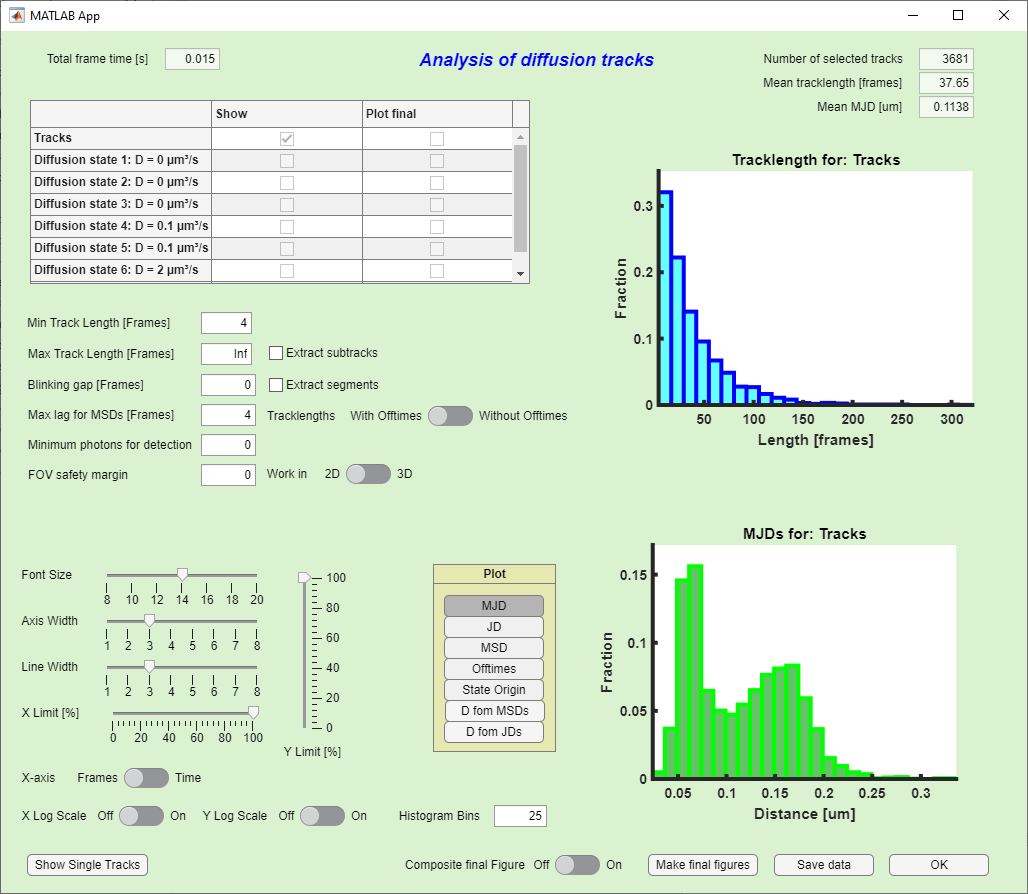 MATLAB App
Total frame time [s] 0.015
Analysis of diffusion tracks
Number of selected tracks 3681
Mean tracklength [frames] 37.65
Mean MJD [um] 0.1138
Show Plot final
Tracks
Diffusion state 1: D = 0 µm³/s
Diffusion state 2: D = 0 µm³/s
Diffusion state 3: D = 0 µm³/s
Diffusion state 4: D = 0.1 µm³/s
Diffusion state 5: D = 0.1 µm³/s
Diffusion state 6: D = 2 µm³/s
Tracklength for: Tracks
Fraction
0.3
0.2
0.1
0
50 100 150 200 250 300
Length [frames]
Min Track Length [Frames] 4
Max Track Length [Frames] Inf Extract subtracks
Blinking gap [Frames] 0 Extract segments
Max lag for MSDs [Frames] 4 Tracklengths With Offtimes Without Offtimes
Minimum photons for detection 0
FOV safety margin 0 Work in 2D 3D
MJDs for: Tracks
Fraction
0.15
0.1
0.05
0
0.05 0.1 0.15 0.2 0.25 0.3
Distance [um]
Font Size
8 10 12 14 16 18 20
Axis Width
1 2 3 4 5 6 7 8
Line Width
1 2 3 4 5 6 7 8
X Limit [%]
0 20 40 60 80 100
100
80
60
40
20
0
Y Limit [%]
Plot
MJD
JD
MSD
Offtimes
State Origin
D fom MSDs
D fom JDs
X-axis Frames Time
X Log Scale Off On Y Log Scale Off On Histogram Bins 25
Show Single Tracks Composite final Figure Off On Make final figures Save data OK